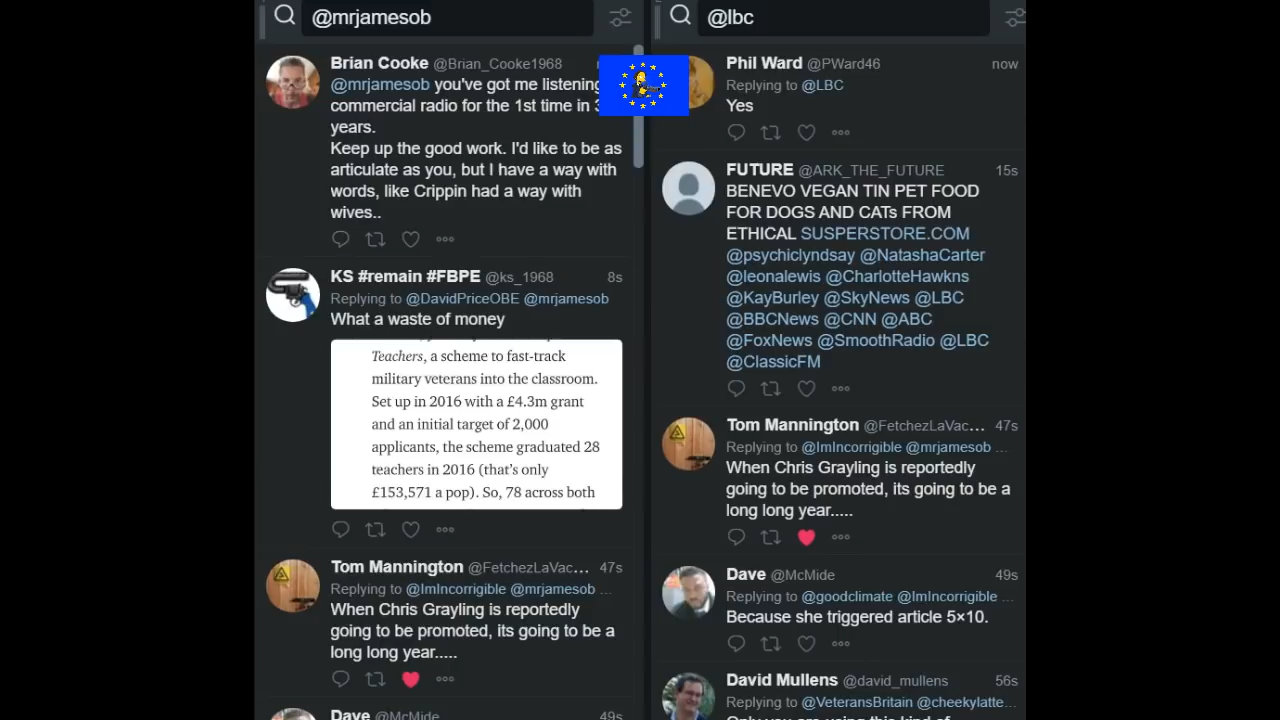 @mrjamesob
Brian Cooke @Brian_Cooke1968
@mrjamesob you've got me listening
commercial radio for the 1st time in
years.
Keep up the good work. I'd like to be as
articulate as you, but I have a way with
words, like Crippin had a way with
wives..
KS #remain #FBPE @ks_1968 8s
Replying to @DavidPriceOBE @mrjamesob
What a waste of money
Teachers, a scheme to fast-track
military veterans into the classroom.
Set up in 2016 with a £4.3m grant
and an initial target of 2,000
applicants, the scheme graduated 28
teachers in 2016 (that's only
£153,571 a pop). So, 78 across both
Tom Mannington @FetchezLaVac... 47s
Replying to @ImIncorrigible @mrjamesob ...
When Chris Grayling is reportedly
going to be promoted, its going to be a
long long year.....
Dave @McMide 49s
@lbc
Phil Ward @PWard46 now
Replying to @LBC
Yes
FUTURE @ARK_THE_FUTURE 15s
BENEVO VEGAN TIN PET FOOD
FOR DOGS AND CATs FROM
ETHICAL SUSPERSTORE.COM
@psychiclyndsay @NatashaCarter
@leonalewis @CharlotteHawkns
@KayBurley @SkyNews @LBC
@BBCNews @CNN @ABC
@FoxNews @SmoothRadio @LBC
@ClassicFM
Tom Mannington @FetchezLaVac... 47s
Replying to @ImIncorrigible @mrjamesob ...
When Chris Grayling is reportedly
going to be promoted, its going to be a
long long year.....
Dave @McMide 49s
Replying to @goodclimate @ImIncorrigible ...
Because she triggered article 5×10.
David Mullens @david_mullens 56s
Replying to @VeteransBritain @cheekylatte...
Only you are using this kind of